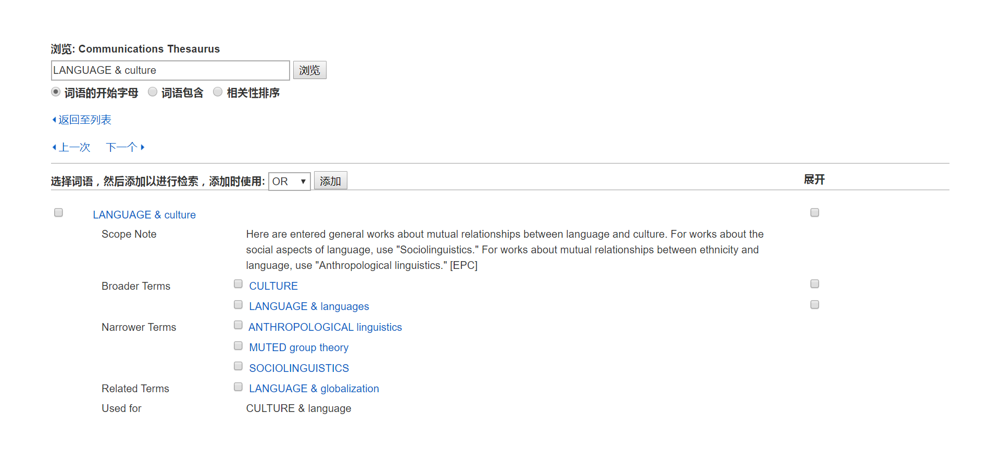 浏览: Communications Thesaurus
LANGUAGE & culture 浏览
词语的开始字母 词语包含 相关性排序
返回至列表
上一次 下一个
选择词语，然后添加以进行检索，添加时使用: OR 添加 展开
LANGUAGE & culture
Scope Note Here are entered general works about mutual relationships between language and culture. For works about the
social aspects of language, use "Sociolinguistics." For works about mutual relationships between ethnicity and
language, use "Anthropological linguistics." [EPC]
Broader Terms CULTURE
LANGUAGE & languages
Narrower Terms ANTHROPOLOGICAL linguistics
MUTED group theory
SOCIOLINGUISTICS
Related Terms LANGUAGE & globalization
Used for CULTURE & language